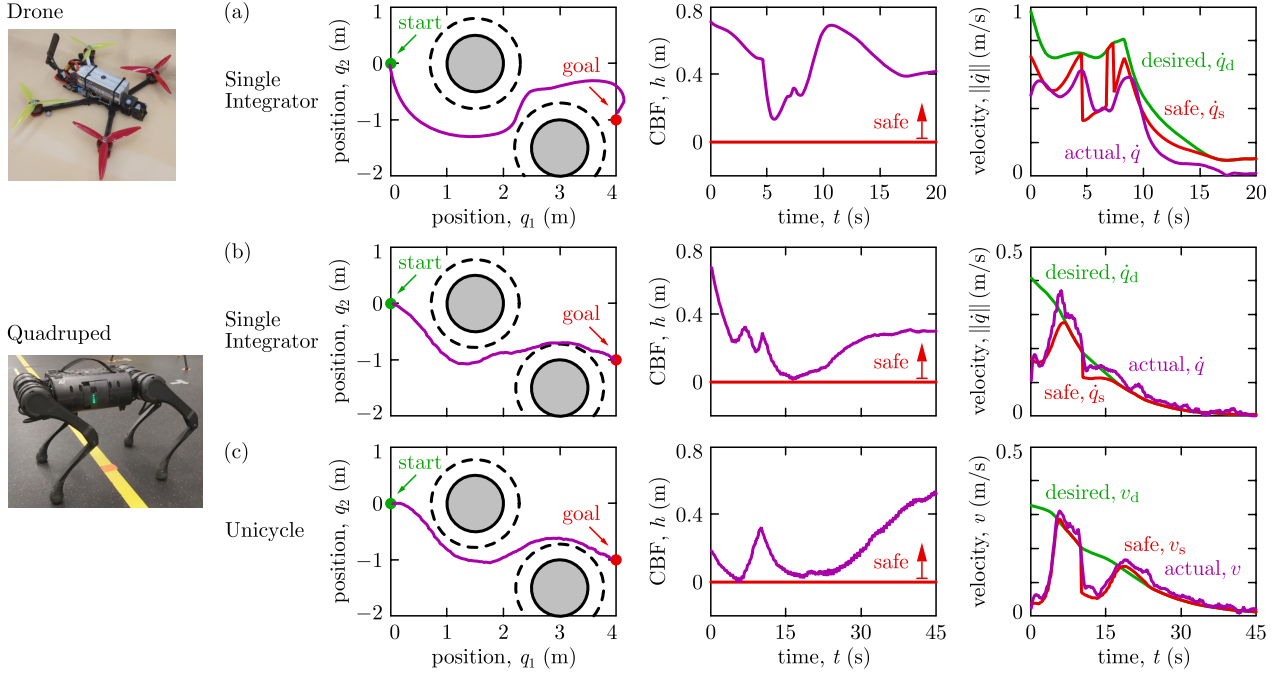 Drone
(a)
Single
Integrator
position, q₂ (m)
1
0
−1
−2
start
goal
0
1
2
3
4
position, q₁ (m)
CBF, h (m)
0.8
0.4
0
safe
0
5
10
15
20
time, t (s)
velocity, ||q̇|| (m/s)
1
0
desired, q̇d
safe, q̇s
actual, q̇
0
5
10
15
20
time, t (s)
Quadruped
(b)
Single
Integrator
position, q₂ (m)
1
0
−1
−2
start
goal
CBF, h (m)
0.8
0.4
0
safe
velocity, ||q̇|| (m/s)
0.5
0
desired, q̇d
actual, q̇
safe, q̇s
(c)
Unicycle
position, q₂ (m)
1
0
−1
−2
start
goal
0
1
2
3
4
position, q₁ (m)
CBF, h (m)
0.8
0.4
0
safe
0
15
30
45
time, t (s)
velocity, v (m/s)
0.5
0
desired, vd
safe, vs
actual, v
0
15
30
45
time, t (s)